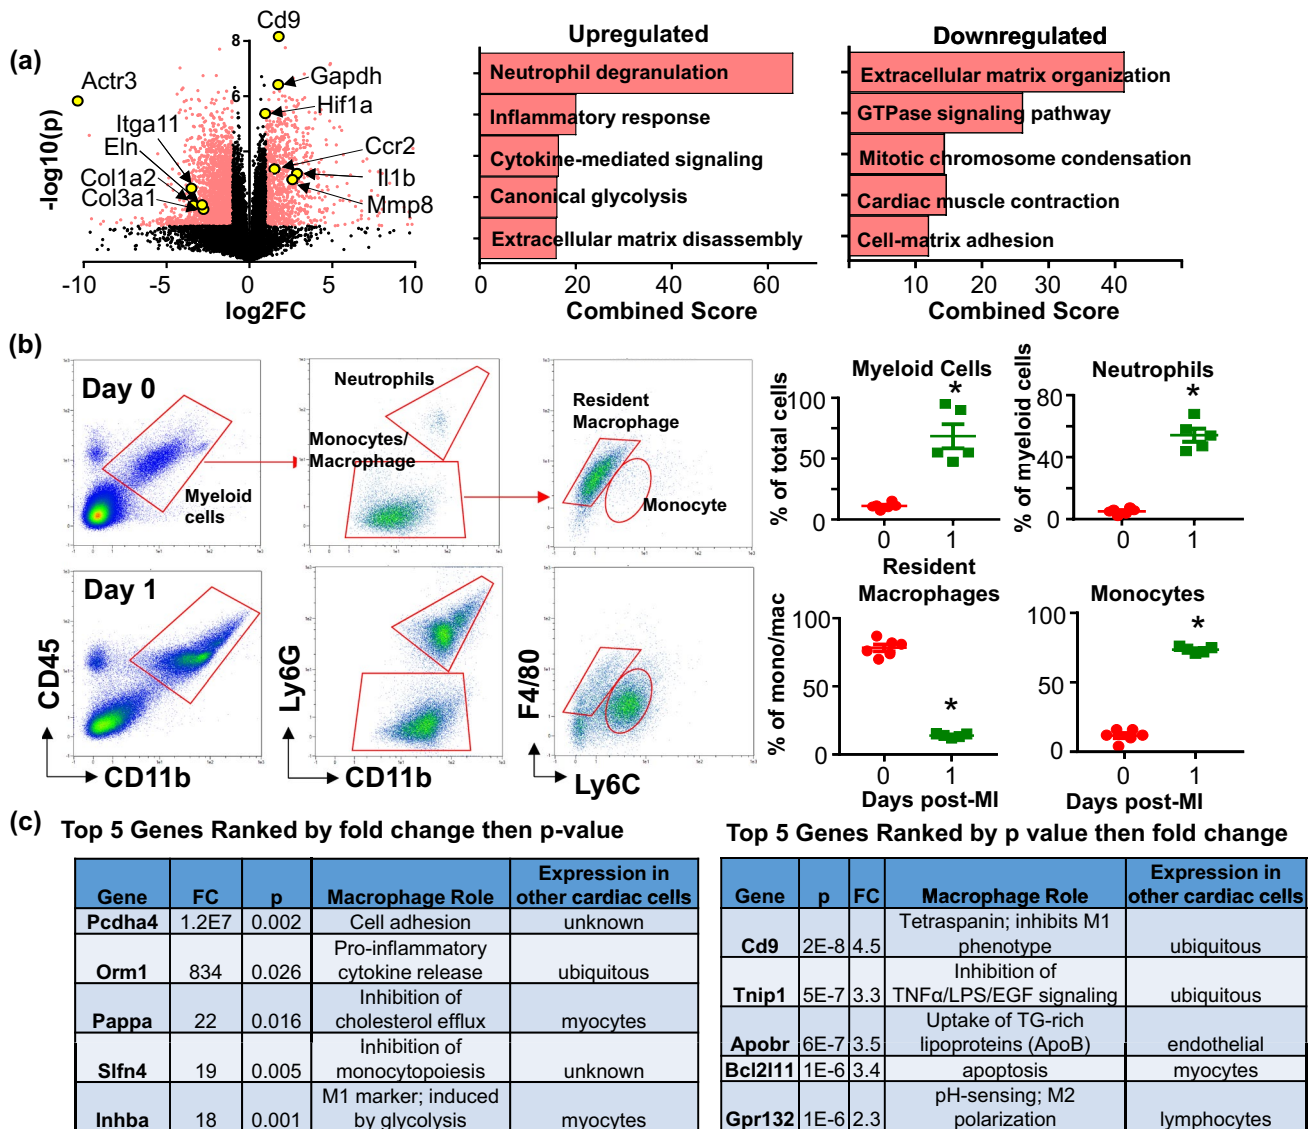 (a)
Cd9
Actr3
Gapdh
Hif1a
Itga11
Eln
Ccr2
Col1a2
Il1b
Col3a1
Mmp8
8
6
-log10(p)
-10
-5
0
5
10
log2FC
Upregulated
Neutrophil degranulation
Inflammatory response
Cytokine-mediated signaling
Canonical glycolysis
Extracellular matrix disassembly
0
20
40
60
Combined Score
Downregulated
Extracellular matrix organization
GTPase signaling pathway
Mitotic chromosome condensation
Cardiac muscle contraction
Cell-matrix adhesion
10
20
30
40
Combined Score
(b)
Day 0
Myeloid
cells
Neutrophils
Monocytes/
Macrophage
Resident
Macrophage
Monocyte
Day 1
CD45
CD11b
Ly6G
CD11b
F4/80
Ly6C
Myeloid Cells
*
% of total cells
100
50
0
0
1
Neutrophils
*
% of myeloid cells
80
40
0
0
1
Resident
Macrophages
% of mono/mac
100
50
0
*
0
1
Days post-MI
Monocytes
*
100
50
0
0
1
Days post-MI
(c)
Top 5 Genes Ranked by fold change then p-value
Gene FC p Macrophage Role Expression in other cardiac cells
Pcdha4 1.2E7 0.002 Cell adhesion unknown
Orm1 834 0.026 Pro-inflammatory cytokine release ubiquitous
Pappa 22 0.016 Inhibition of cholesterol efflux myocytes
Slfn4 19 0.005 Inhibition of monocytopoiesis unknown
Inhba 18 0.001 M1 marker; induced by glycolysis myocytes
Top 5 Genes Ranked by p value then fold change
Gene p FC Macrophage Role Expression in other cardiac cells
Cd9 2E-8 4.5 Tetraspanin; inhibits M1 phenotype ubiquitous
Tnip1 5E-7 3.3 Inhibition of TNFα/LPS/EGF signaling ubiquitous
Apobr 6E-7 3.5 Uptake of TG-rich lipoproteins (ApoB) endothelial
Bcl2l11 1E-6 3.4 apoptosis myocytes
Gpr132 1E-6 2.3 pH-sensing; M2 polarization lymphocytes